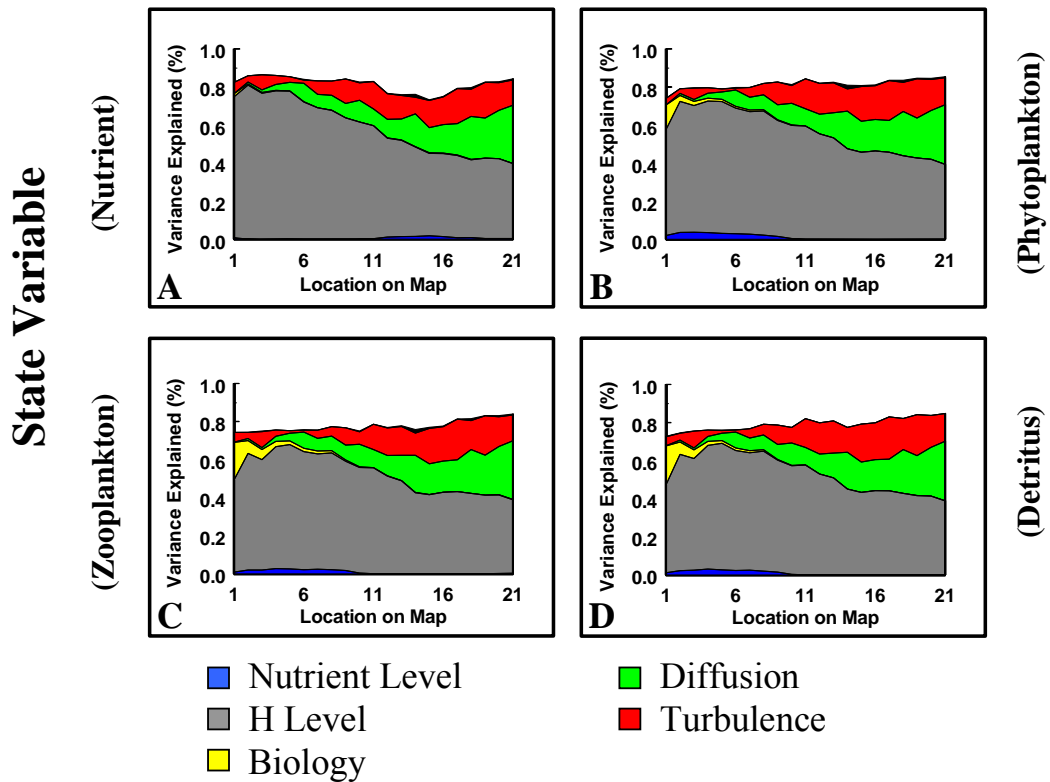 State Variable
(Nutrient)
Variance Explained (%)
1.0
0.8
0.6
0.4
0.2
0.0
1
6
11
16
21
Location on Map
A
Variance Explained (%)
1.0
0.8
0.6
0.4
0.2
0.0
1
6
11
16
21
Location on Map
B
(Phytoplankton)
(Zooplankton)
Variance Explained (%)
1.0
0.8
0.6
0.4
0.2
0.0
1
6
11
16
21
Location on Map
C
Variance Explained (%)
1.0
0.8
0.6
0.4
0.2
0.0
1
6
11
16
21
Location on Map
D
(Detritus)
Nutrient Level
H Level
Biology
Diffusion
Turbulence